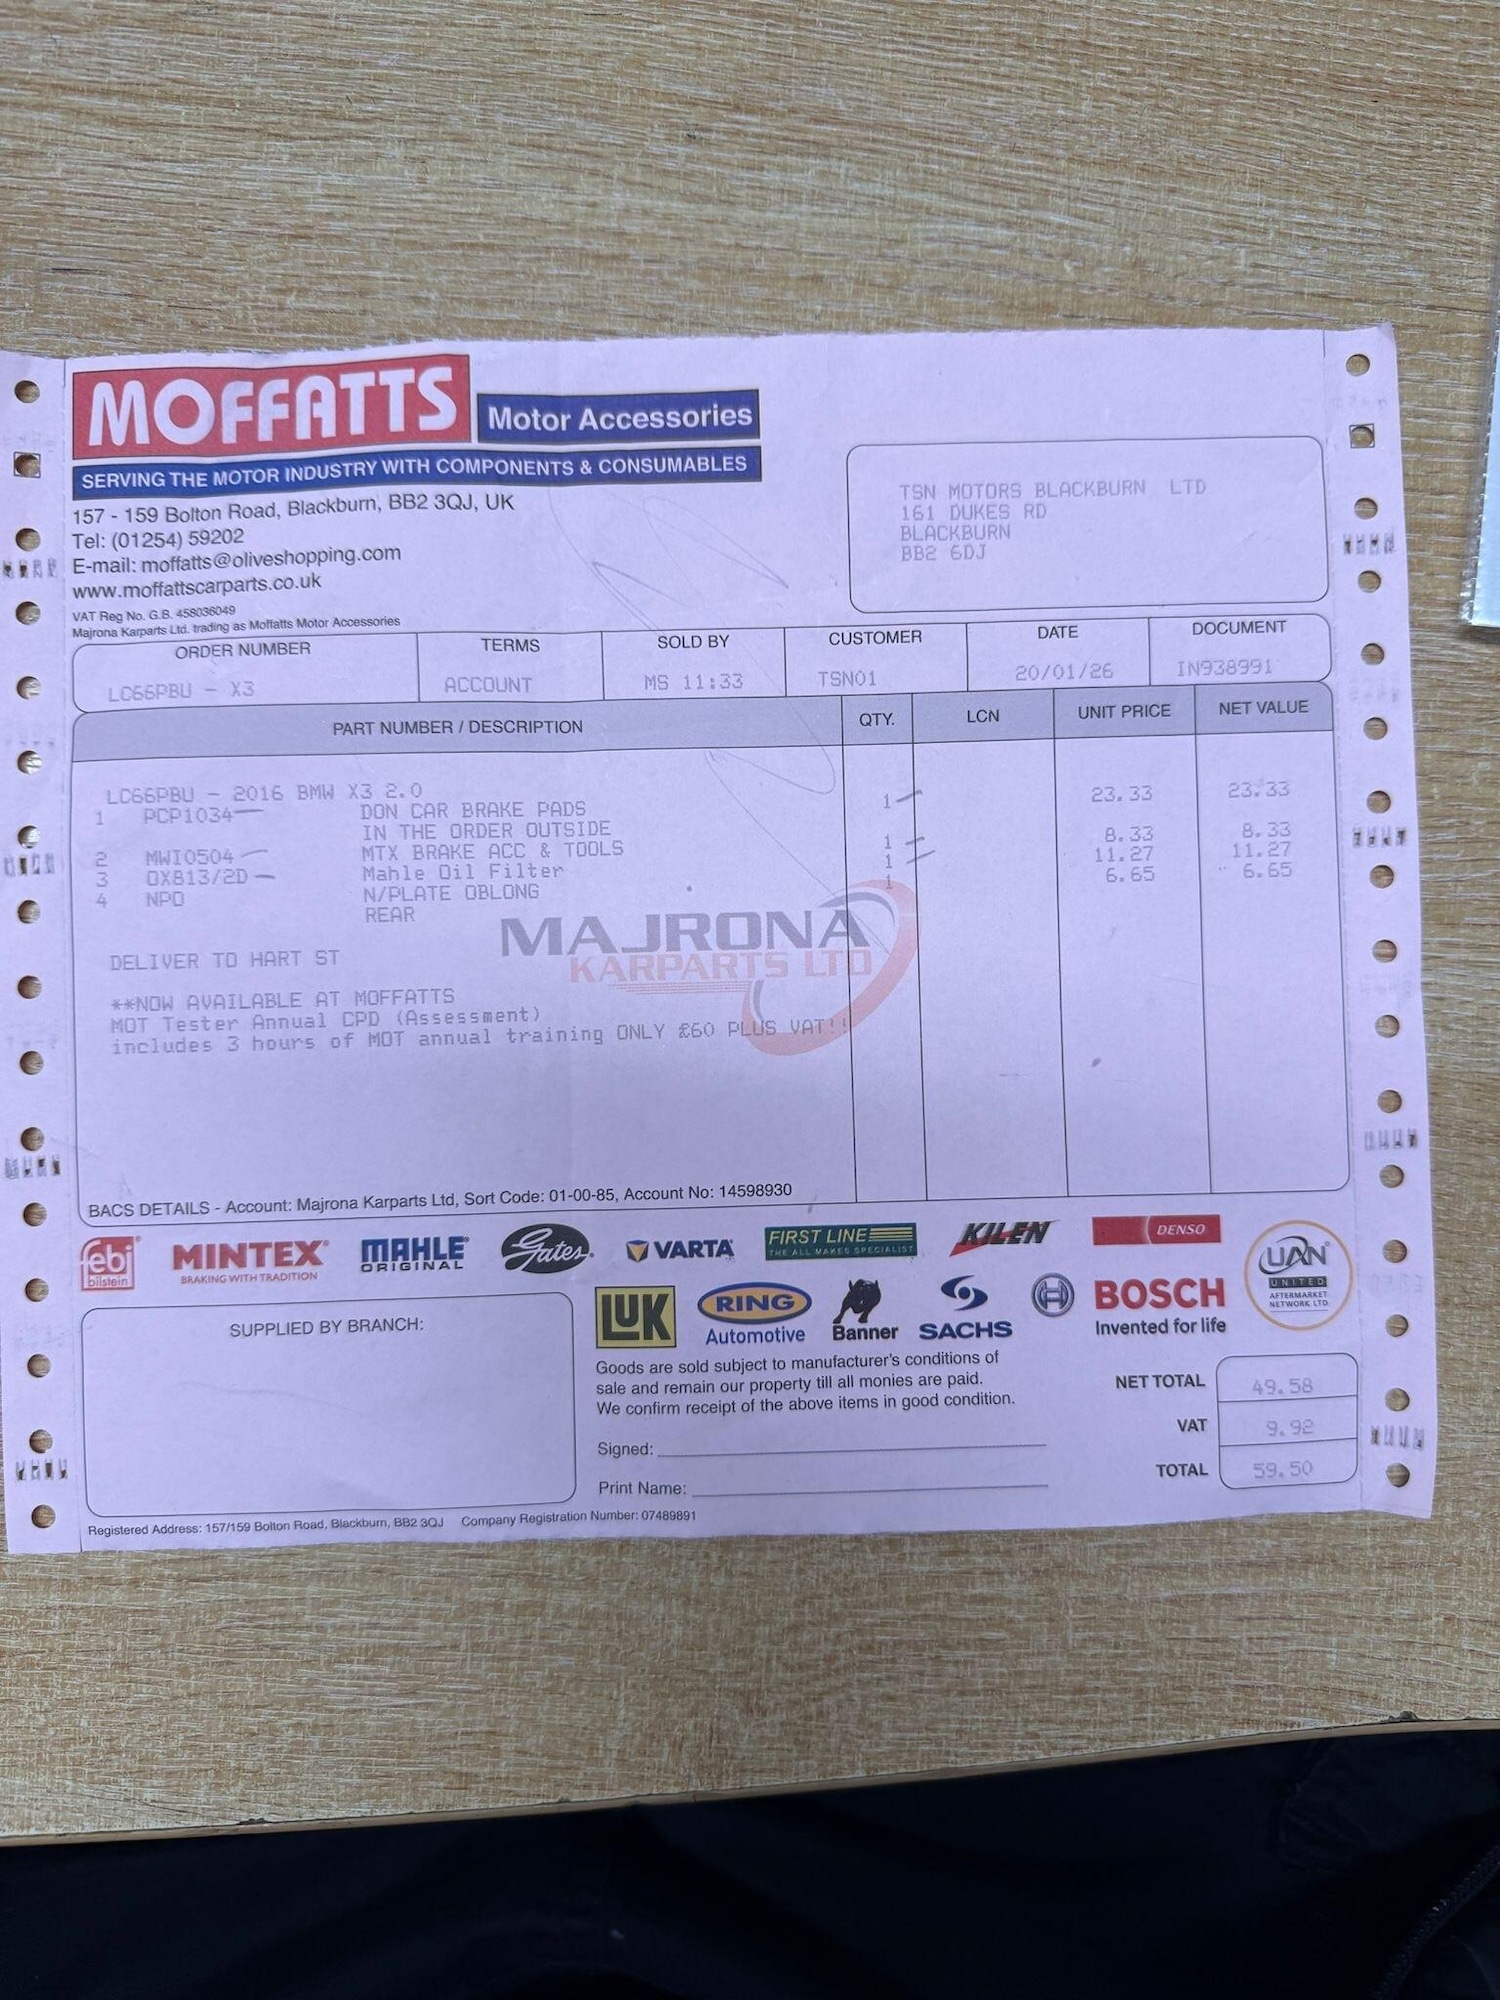 MOFFATTS
Motor Accessories
SERVING THE MOTOR INDUSTRY WITH COMPONENTS & CONSUMABLES
157 - 159 Bolton Road, Blackburn, BB2 3QJ, UK
Tel: (01254) 59202
E-mail: moffatts@oliveshopping.com
www.moffattscarparts.co.uk
VAT Reg No. G.B. 458036049
Majrona Karparts Ltd. trading as Moffatts Motor Accessories
TSN MOTORS BLACKBURN LTD
161 DUKES RD
BLACKBURN
BB2 6DJ
ORDER NUMBER TERMS SOLD BY CUSTOMER DATE DOCUMENT
LC66PBU - X3 ACCOUNT MS 11:33 TSN01 20/01/26 IN938991
PART NUMBER / DESCRIPTION QTY. LCN UNIT PRICE NET VALUE
LC66PBU - 2016 BMW X3 2.0
1 PCP1034 DON CAR BRAKE PADS 1 23.33 23.33
IN THE ORDER OUTSIDE
2 MWI0504 MTX BRAKE ACC & TOOLS 1 8.33 8.33
3 OX813/2D Mahle Oil Filter 1 11.27 11.27
4 NPO N/PLATE OBLONG 1 6.65 6.65
REAR
MAJRONA
KARPARTS LTD
DELIVER TO HART ST
**NOW AVAILABLE AT MOFFATTS
MOT Tester Annual CPD (Assessment)
includes 3 hours of MOT annual training ONLY £60 PLUS VAT!!
BACS DETAILS - Account: Majrona Karparts Ltd, Sort Code: 01-00-85, Account No: 14598930
febi
bilstein
MINTEX
BRAKING WITH TRADITION
MAHLE
ORIGINAL
Gates
VARTA
FIRST LINE
THE ALL MAKES SPECIALIST
KILEN
DENSO
UAN
UNITED
AFTERMARKET
NETWORK LTD
LUK
RING
Automotive
Banner
SACHS
BOSCH
Invented for life
SUPPLIED BY BRANCH:
Goods are sold subject to manufacturer's conditions of
sale and remain our property till all monies are paid.
We confirm receipt of the above items in good condition.
Signed:
Print Name:
NET TOTAL 49.58
VAT 9.92
TOTAL 59.50
Registered Address: 157/159 Bolton Road, Blackburn, BB2 3QJ Company Registration Number: 07489891